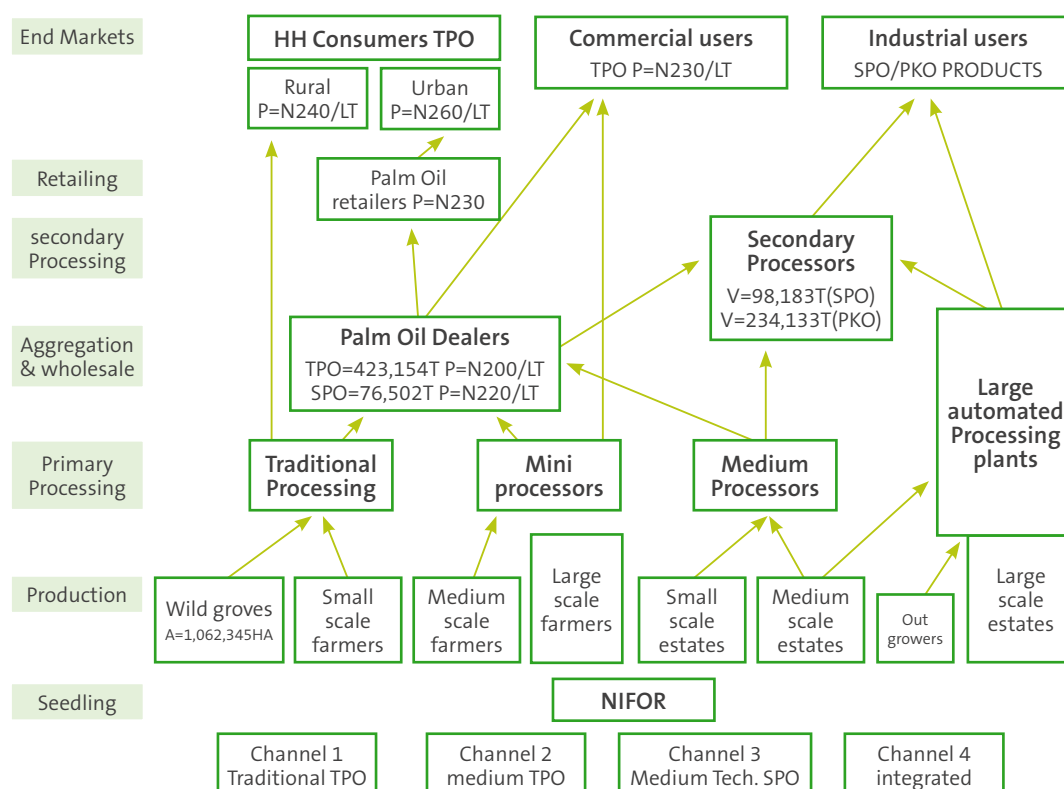 End Markets
HH Consumers TPO
Rural
P=N240/LT
Urban
P=N260/LT
Commercial users
TPO P=N230/LT
Industrial users
SPO/PKO PRODUCTS
Retailing
Palm Oil
retailers P=N230
secondary
Processing
Secondary
Processors
V=98,183T(SPO)
V=234,133T(PKO)
Aggregation
& wholesale
Palm Oil Dealers
TPO=423,154T P=N200/LT
SPO=76,502T P=N220/LT
Large
automated
Processing
plants
Primary
Processing
Traditional
Processing
Mini
processors
Medium
Processors
Production
Wild groves
A=1,062,345HA
Small
scale
farmers
Medium
scale
farmers
Large
scale
farmers
Small
scale
estates
Medium
scale
estates
Out
growers
Large
scale
estates
Seedling
NIFOR
Channel 1
Traditional TPO
Channel 2
medium TPO
Channel 3
Medium Tech. SPO
Channel 4
integrated